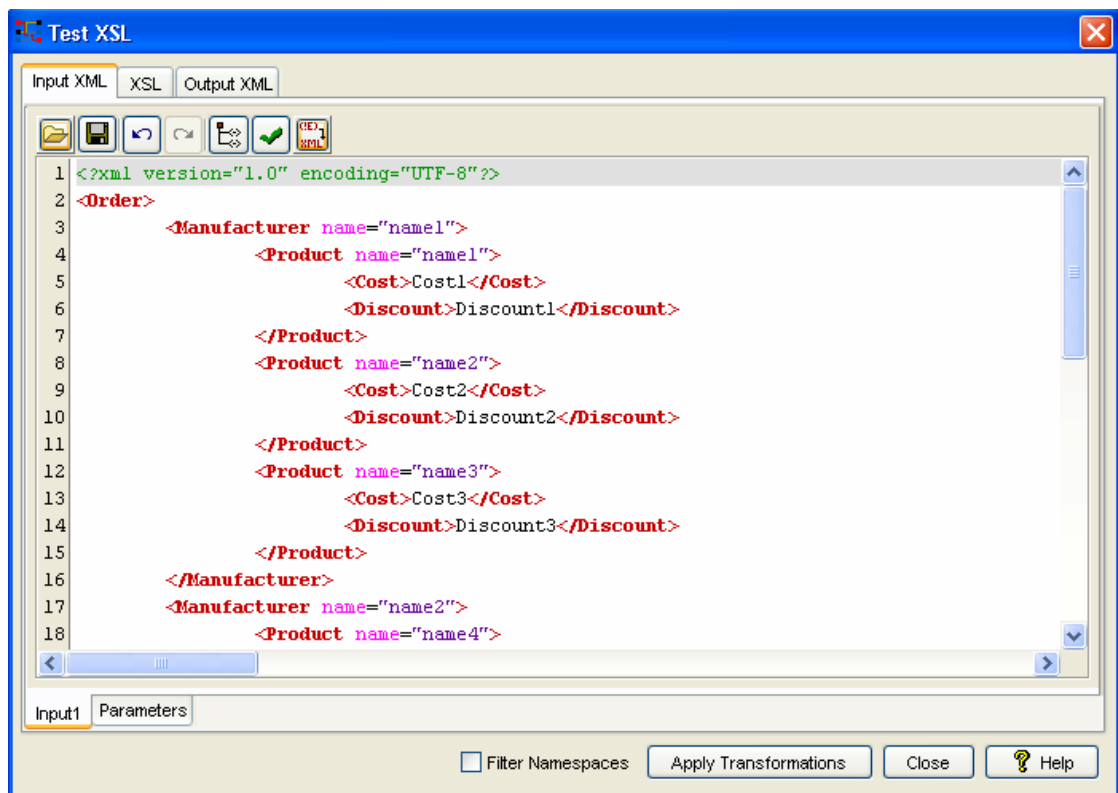 Test XSL
Input XML XSL Output XML
1 <?xml version="1.0" encoding="UTF-8"?>
2 <Order>
3 <Manufacturer name="name1">
4 <Product name="name1">
5 <Cost>Cost1</Cost>
6 <Discount>Discount1</Discount>
7 </Product>
8 <Product name="name2">
9 <Cost>Cost2</Cost>
10 <Discount>Discount2</Discount>
11 </Product>
12 <Product name="name3">
13 <Cost>Cost3</Cost>
14 <Discount>Discount3</Discount>
15 </Product>
16 </Manufacturer>
17 <Manufacturer name="name2">
18 <Product name="name4">
Input1 Parameters
Filter Namespaces Apply Transformations Close Help